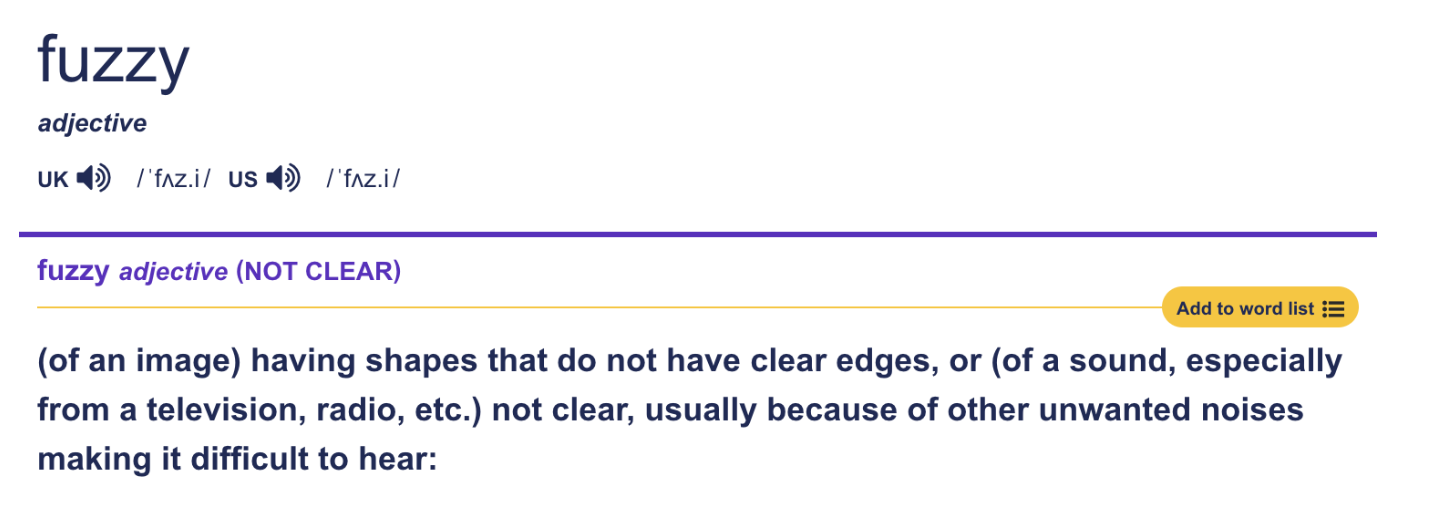 fuzzy
adjective
UK /ˈfʌz.i/ US /ˈfʌz.i/
fuzzy adjective (NOT CLEAR)
Add to word list
(of an image) having shapes that do not have clear edges, or (of a sound, especially
from a television, radio, etc.) not clear, usually because of other unwanted noises
making it difficult to hear: